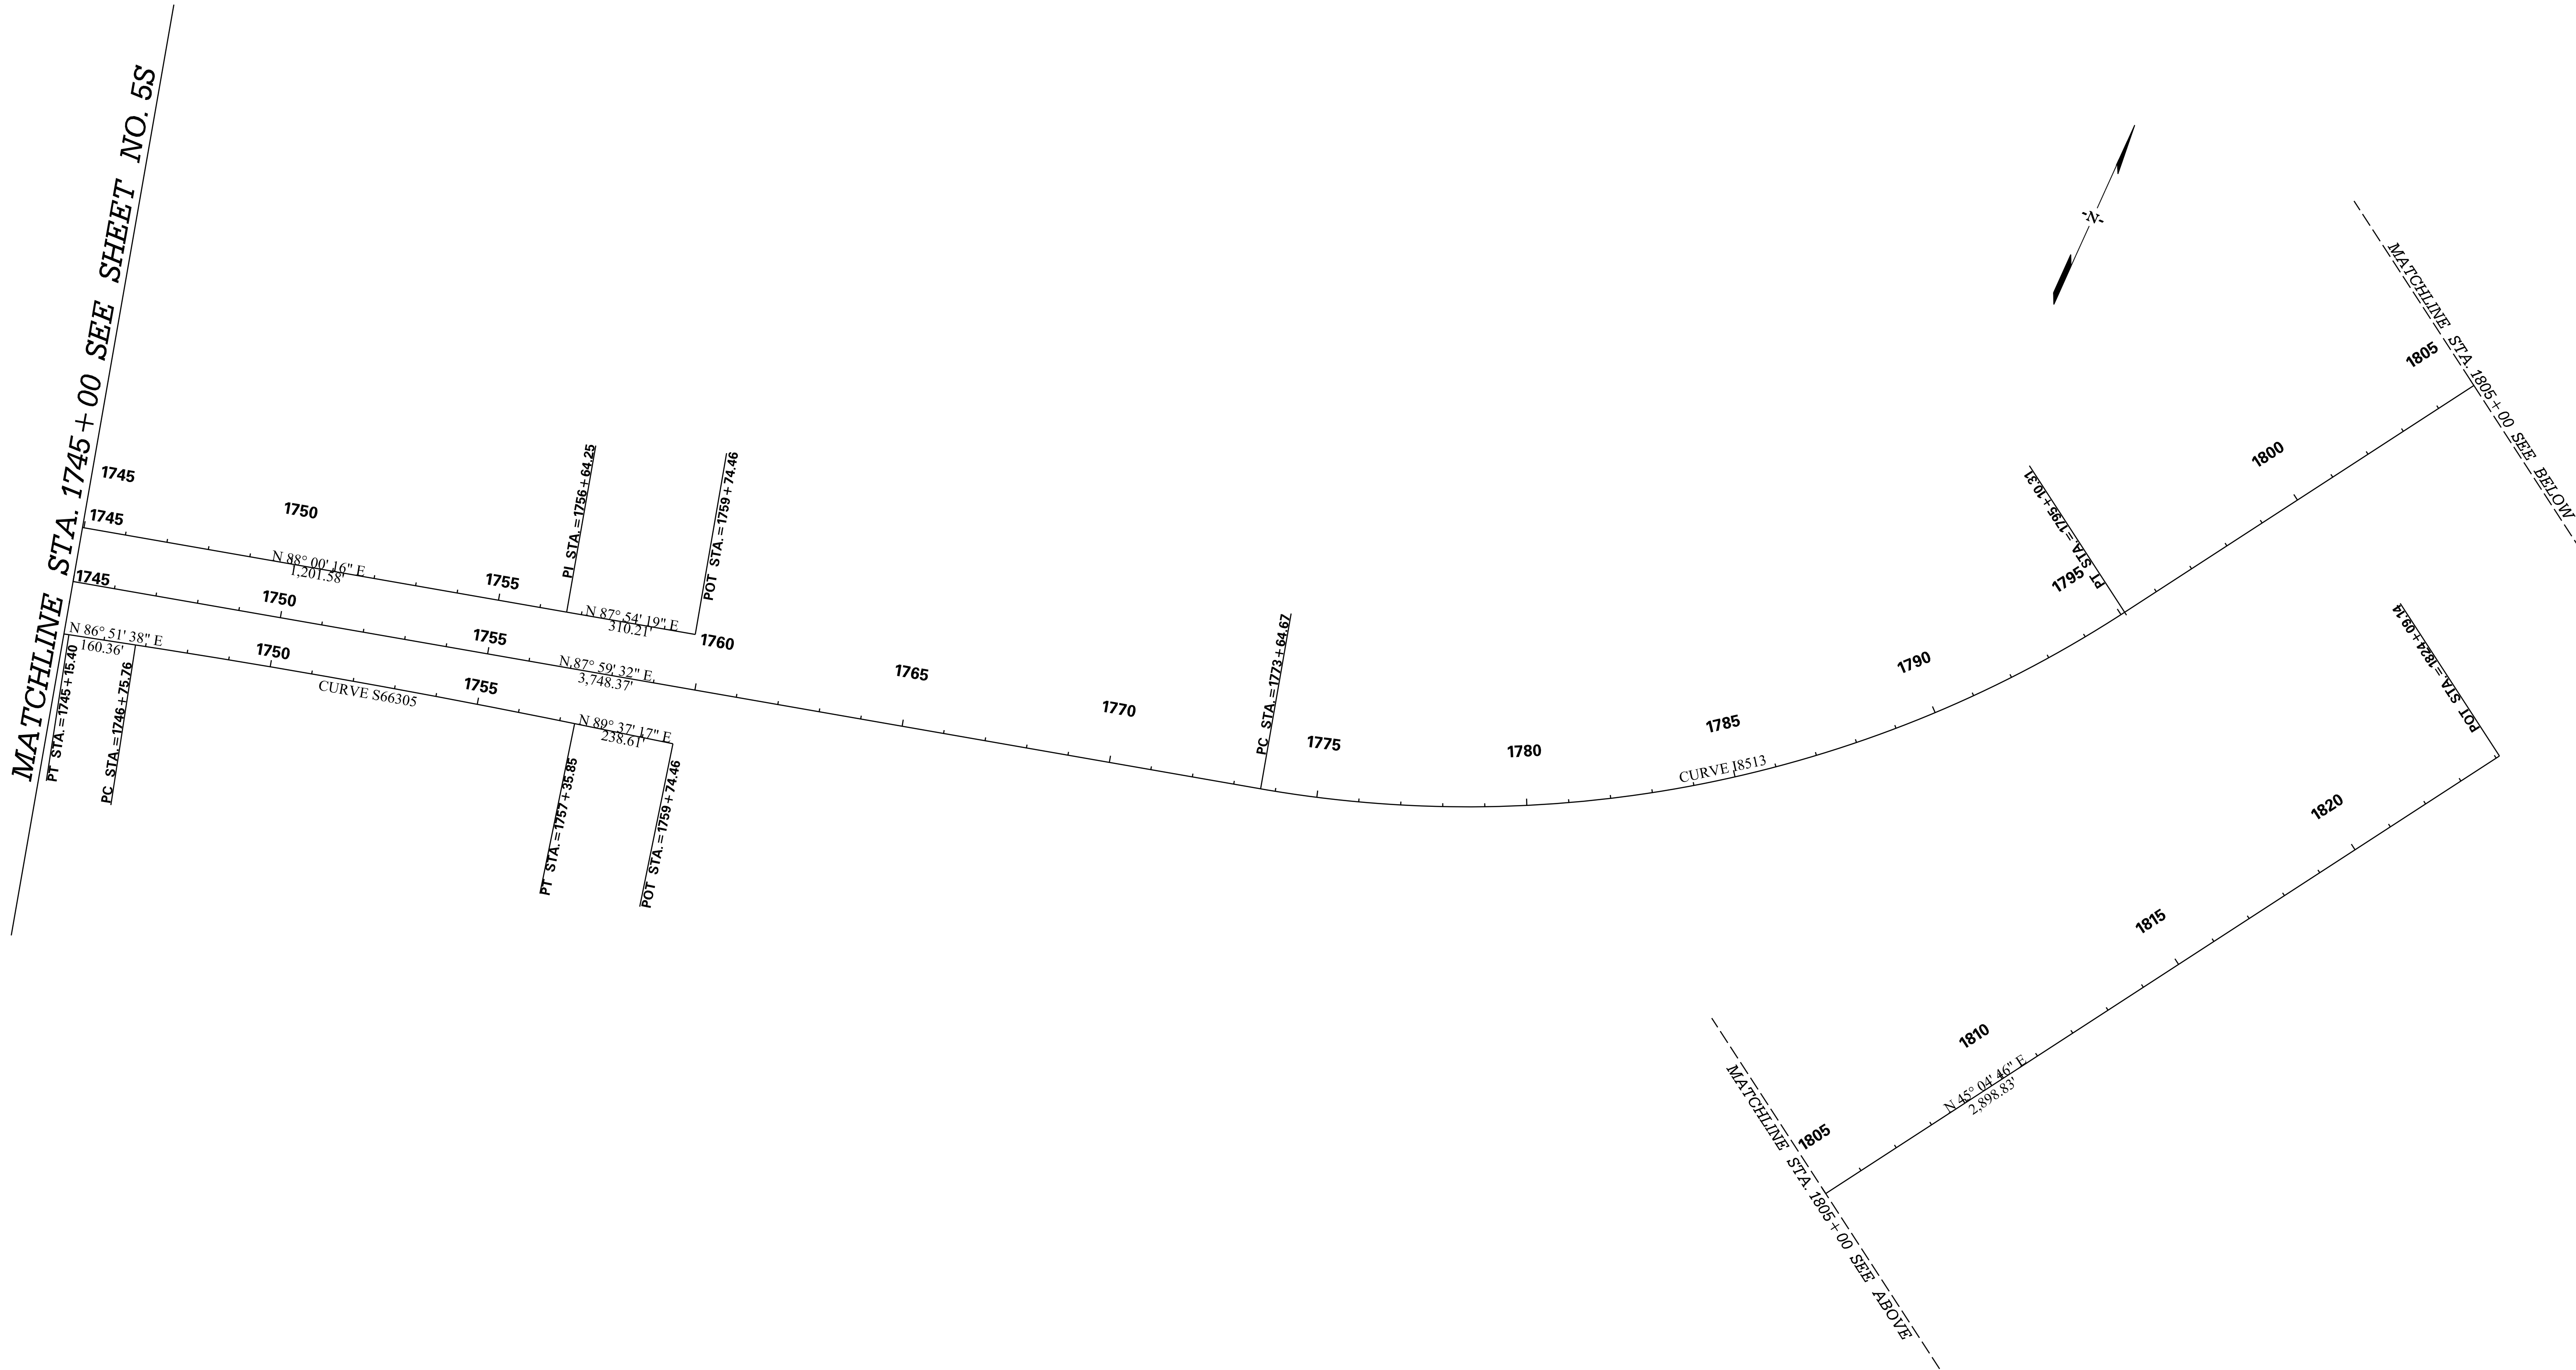 MATCHLINE STA. 1745+00 SEE SHEET NO. 5S
1745
1745
1750
N 88° 00' 16" E
1,201.58'
1755
PI STA. =1756+64.25
N 87° 54' 19" E
310.21'
POT STA. =1759+74.46
1760
1745
1750
1755
N 87° 59' 32" E
3,748.37'
1765
1770
PC STA. =1773+64.67
1775
1780
1785
CURVE I8513
1790
1795
PT STA. =1795+10.31
1800
1805
MATCHLINE STA. 1805+00 SEE BELOW
-N-
N 86° 51' 38" E
160.36'
PT STA. =1745+15.40
PC STA. =1746+75.76
1750
CURVE S66305
1755
N 89° 37' 17" E
238.61'
PT STA. =1757+35.85
POT STA. =1759+74.46
MATCHLINE STA. 1805+00 SEE ABOVE
1805
1810
N 45° 04' 46" E
2,898.83'
1815
1820
POT STA. =1824+09.14